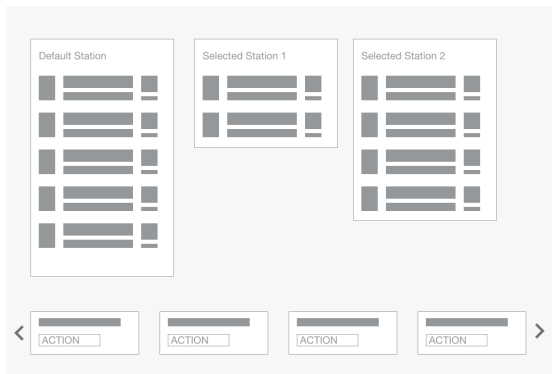 Default Station
Selected Station 1
Selected Station 2
ACTION
ACTION
ACTION
ACTION